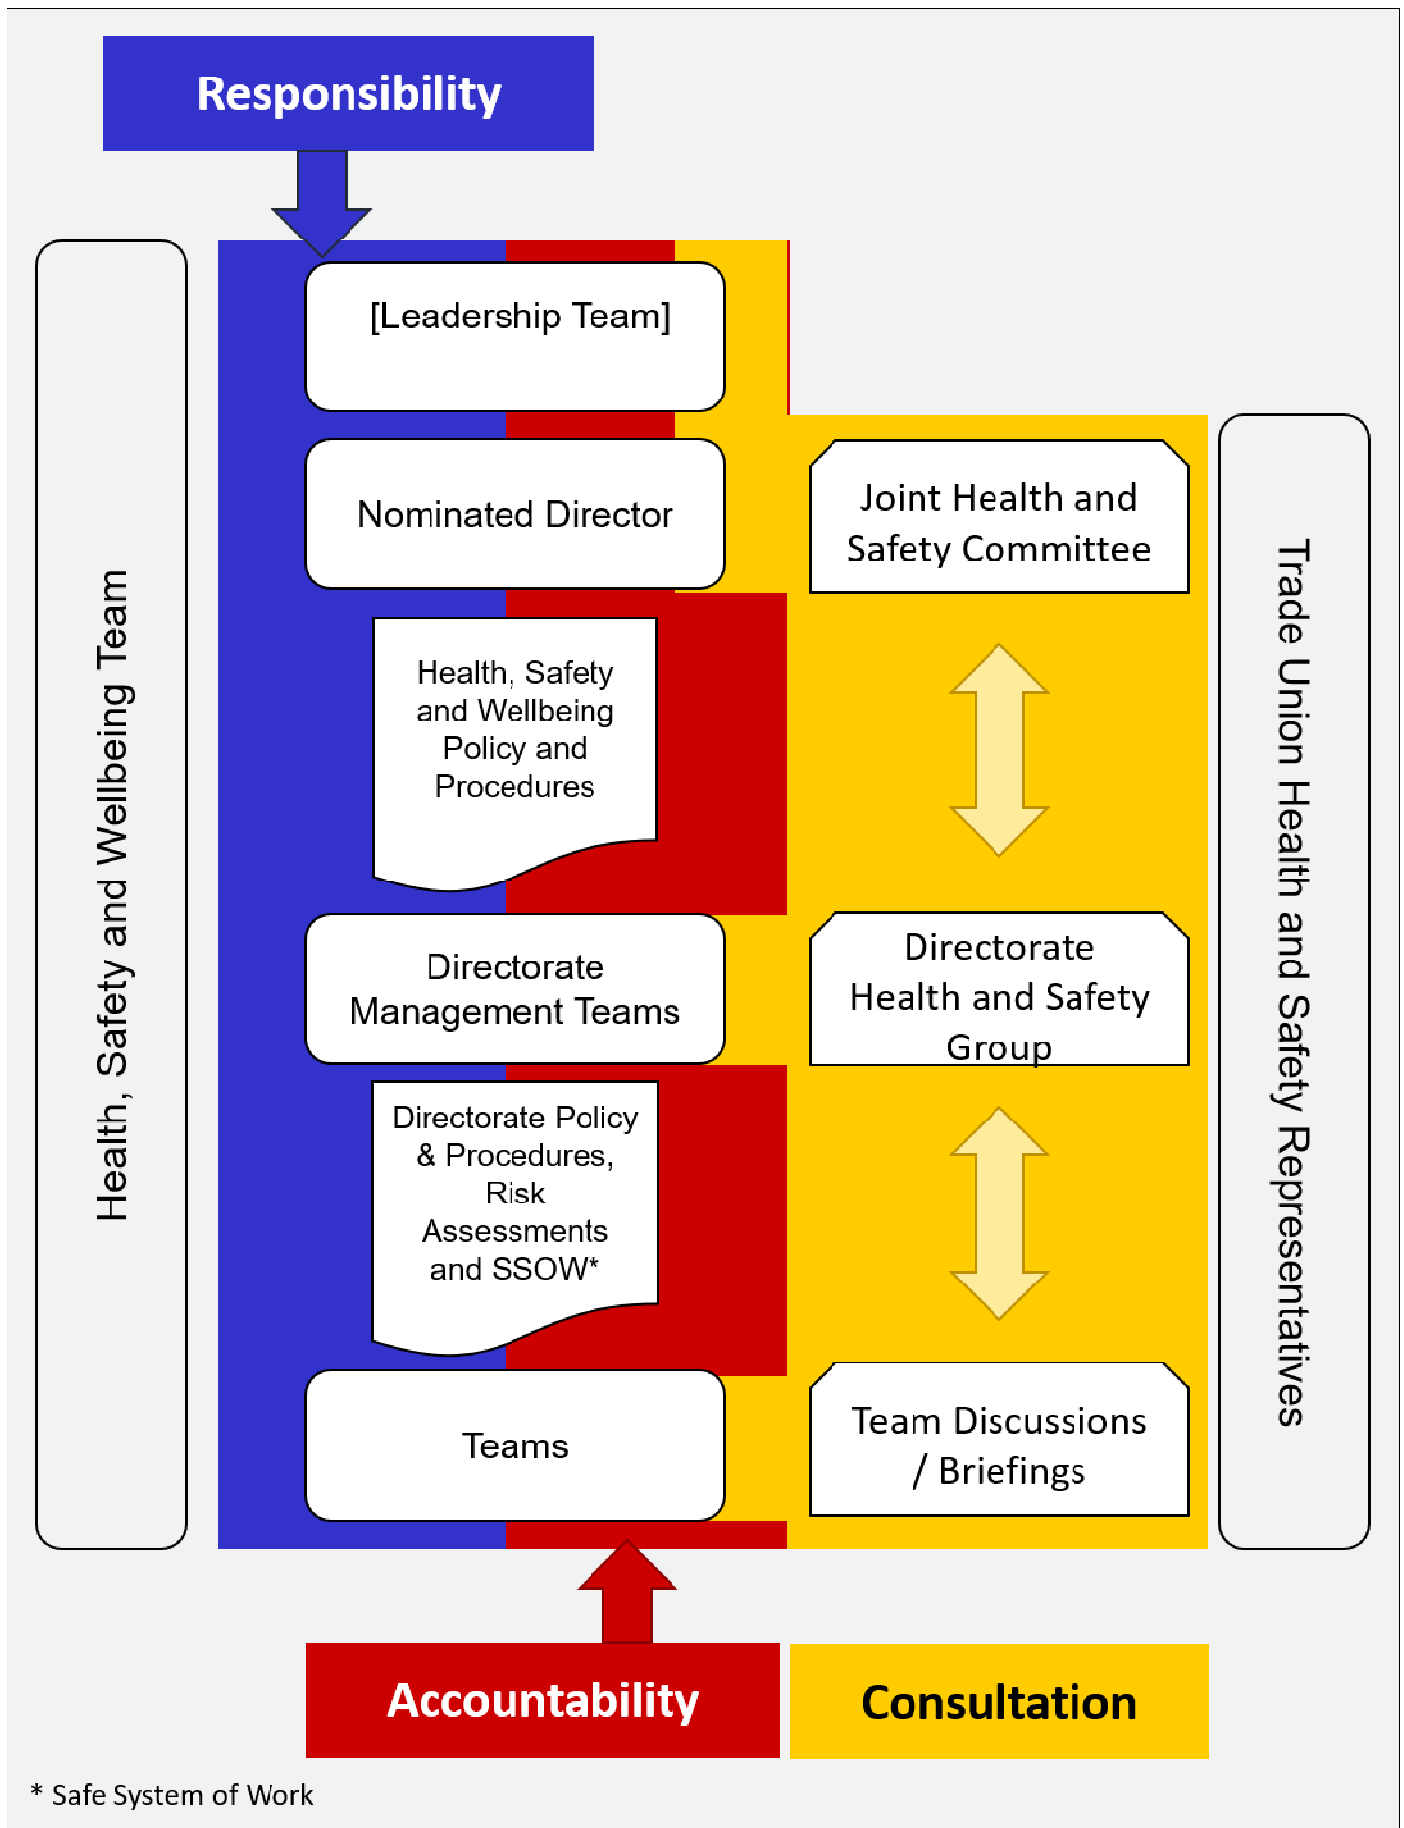 Responsibility
Health, Safety and Wellbeing Team
[Leadership Team]
Nominated Director
Joint Health and
Safety Committee
Health, Safety
and Wellbeing
Policy and
Procedures
Directorate
Management Teams
Directorate
Health and Safety
Group
Directorate Policy
& Procedures,
Risk
Assessments
and SSOW*
Teams
Team Discussions
/ Briefings
Trade Union Health and Safety Representatives
Accountability
Consultation
* Safe System of Work